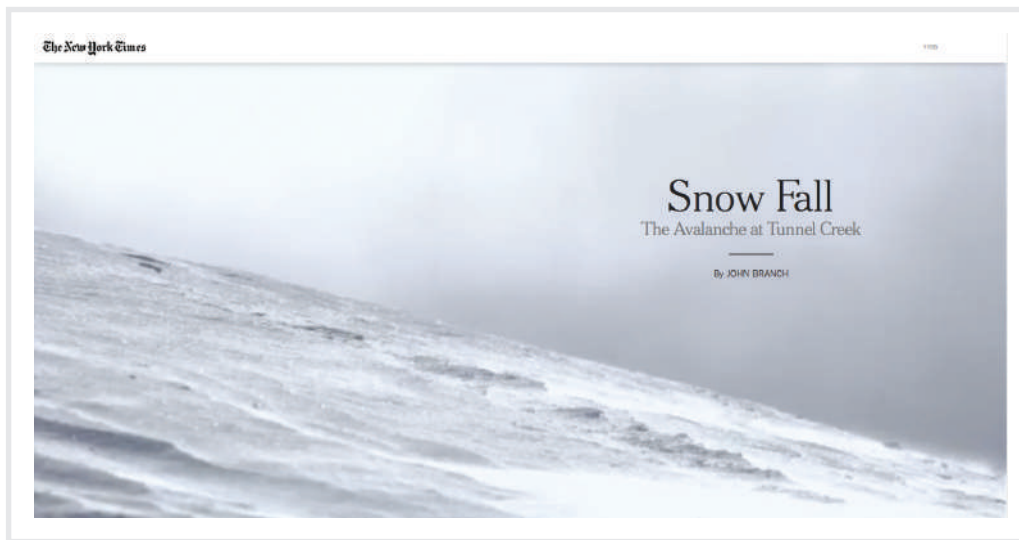 The New York Times
Snow Fall
The Avalanche at Tunnel Creek
By JOHN BRANCH